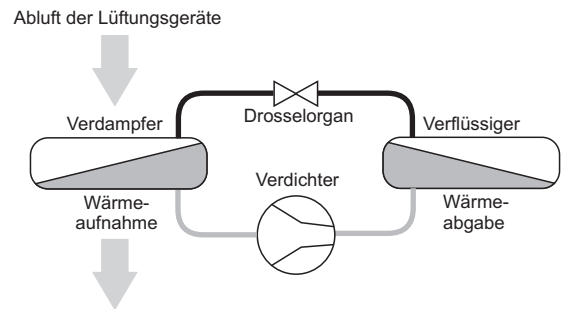 Abluft der Lüftungsgeräte
Drosselorgan
Verdampfer
Verflüssiger
Wärme-
aufnahme
Verdichter
Wärme-
abgabe